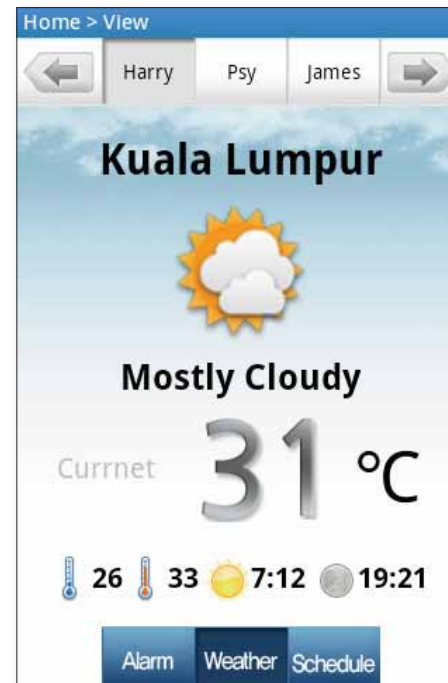 Home > View
Harry Psy James
Kuala Lumpur
Mostly Cloudy
Currnet 31 °C
26 33 7:12 19:21
Alarm Weather Schedule